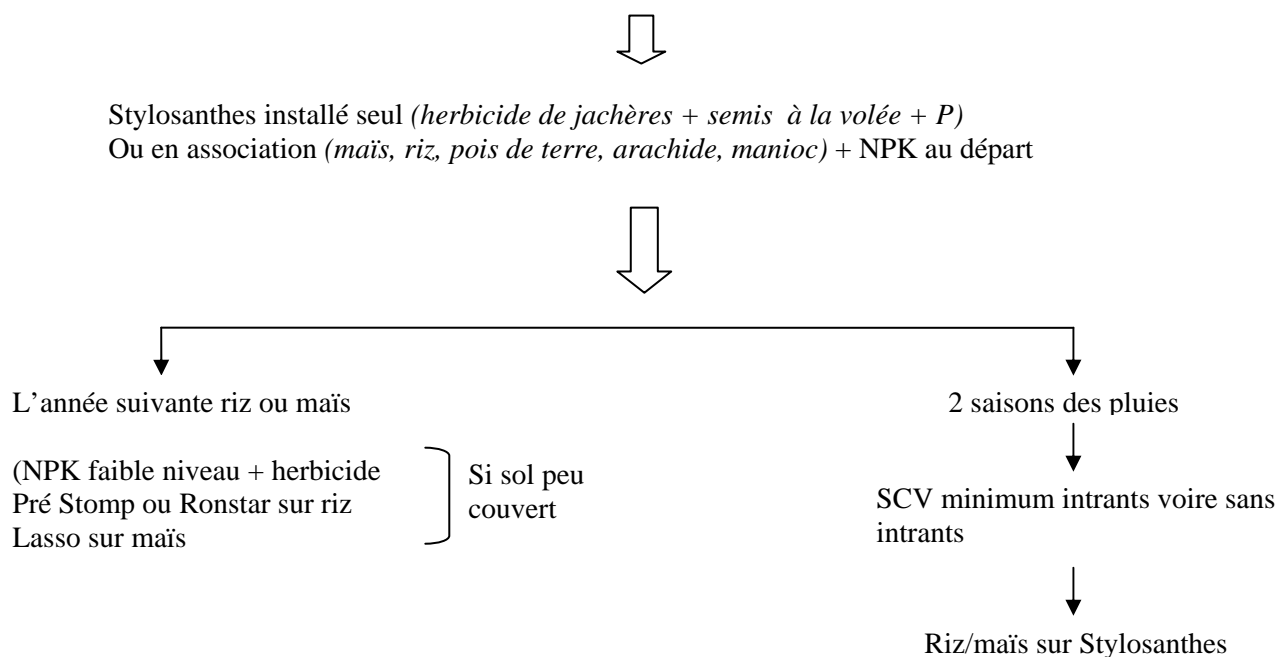 Stylosanthes installé seul (herbicide de jachères + semis à la volée + P)
Ou en association (maïs, riz, pois de terre, arachide, manioc) + NPK au départ
L’année suivante riz ou maïs
(NPK faible niveau + herbicide
Pré Stomp ou Ronstar sur riz
Lasso sur maïs
Si sol peu
couvert
2 saisons des pluies
SCV minimum intrants voire sans
intrants
Riz/maïs sur Stylosanthes